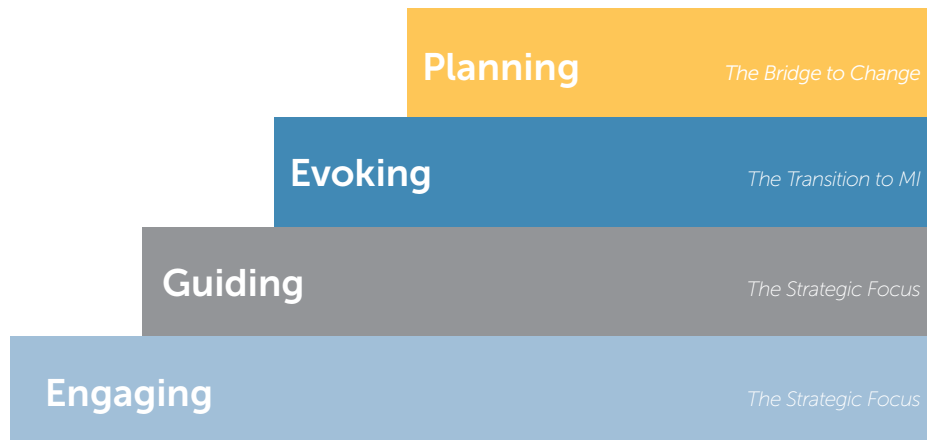 Planning The Bridge to Change
Evoking The Transition to MI
Guiding The Strategic Focus
Engaging The Strategic Focus